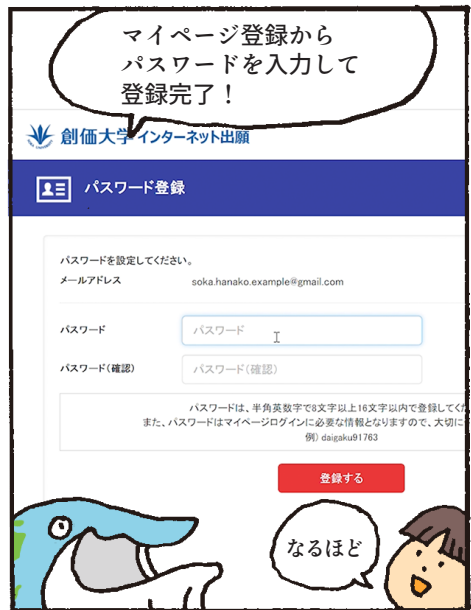 マイページ登録から
パスワードを入力して
登録完了！
創価大学 インターネット出願
パスワード登録
パスワードを設定してください。
メールアドレス soka.hanako.example@gmail.com
パスワード パスワード
パスワード（確認） パスワード（確認）
パスワードは、半角英数字で8文字以上16文字以内で登録してくだ
また、パスワードはマイページログインに必要な情報となりますので、大切に
例）daigaku91763
登録する
なるほど